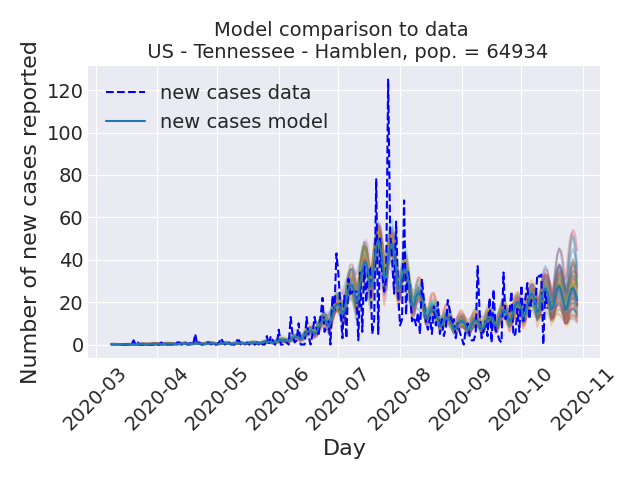 Model comparison to data
US - Tennessee - Hamblen, pop. = 64934
Number of new cases reported
120
100
80
60
40
20
0
new cases data
new cases model
2020-03
2020-04
2020-05
2020-06
2020-07
2020-08
2020-09
2020-10
2020-11
Day